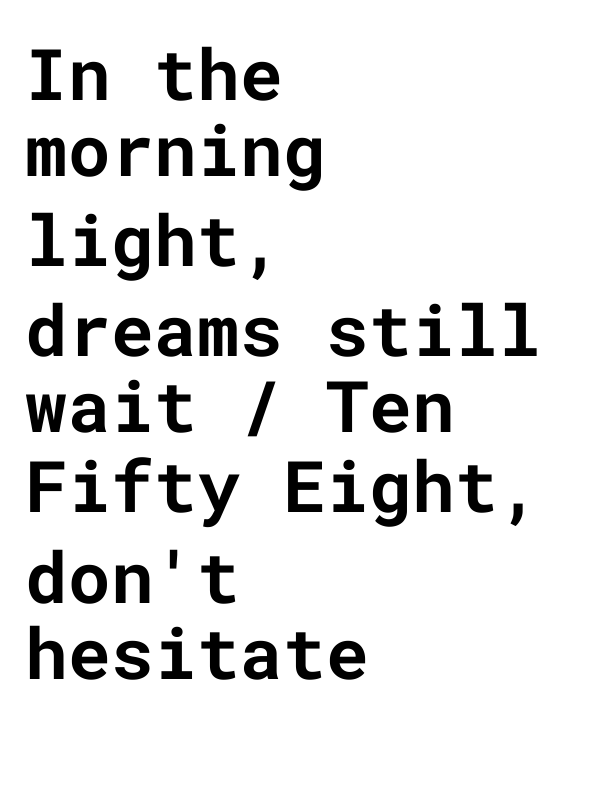 In the
morning
light,
dreams still
wait / Ten
Fifty Eight,
don't
hesitate